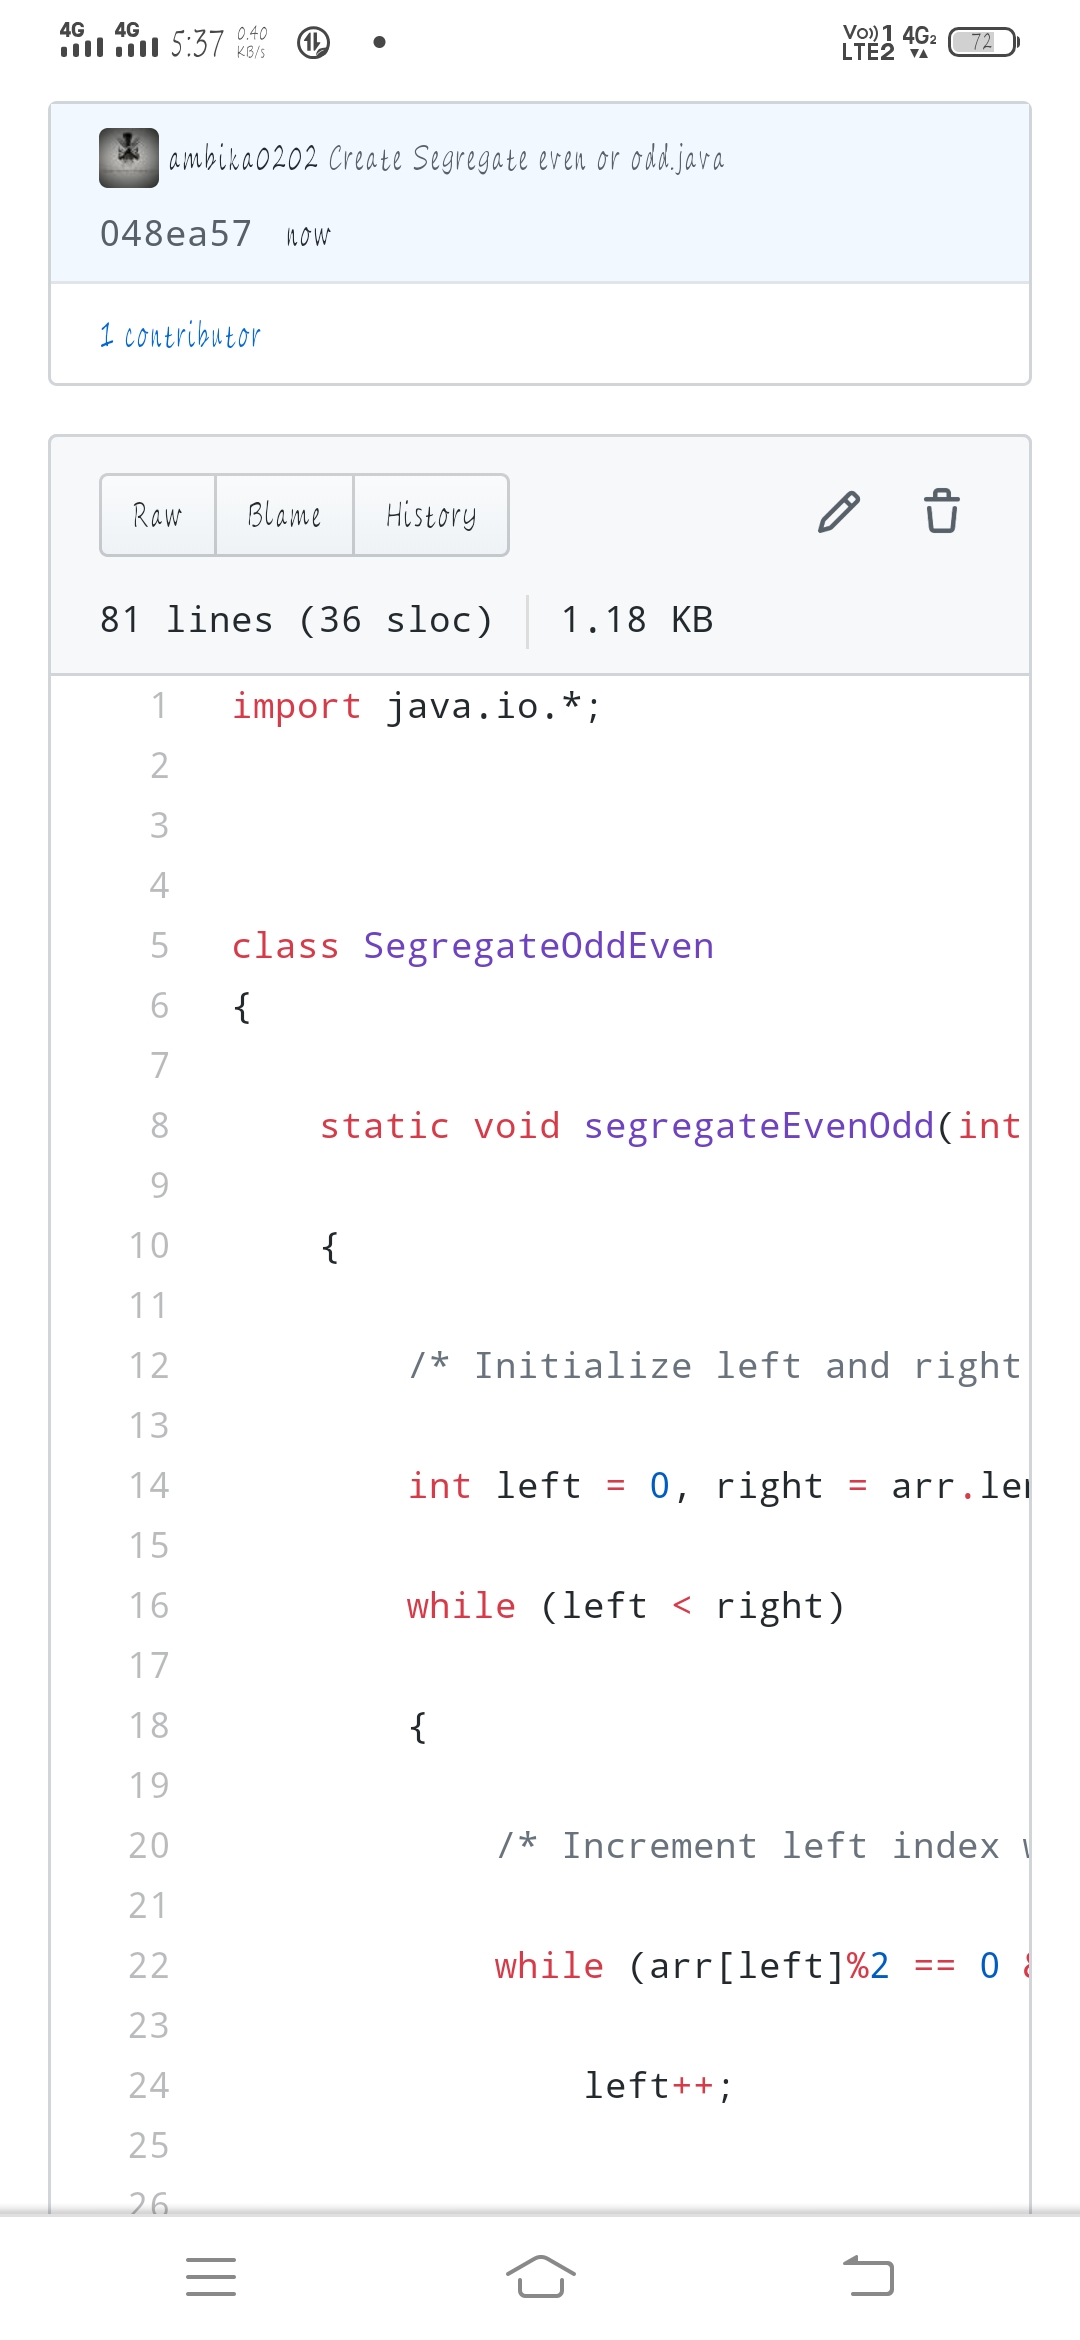 4G 4G 5:37 0.40 KB/s Vo)) 1 LTE2 4G2 72
ambika0202 Create Segregate even or odd.java
048ea57 now
1 contributor
Raw Blame History
81 lines (36 sloc) 1.18 KB
1 import java.io.*;
2
3
4
5 class SegregateOddEven
6 {
7
8 static void segregateEvenOdd(int
9
10 {
11
12 /* Initialize left and right
13
14 int left = 0, right = arr.len
15
16 while (left < right)
17
18 {
19
20 /* Increment left index
21
22 while (arr[left]%2 == 0 &
23
24 left++;
25
26